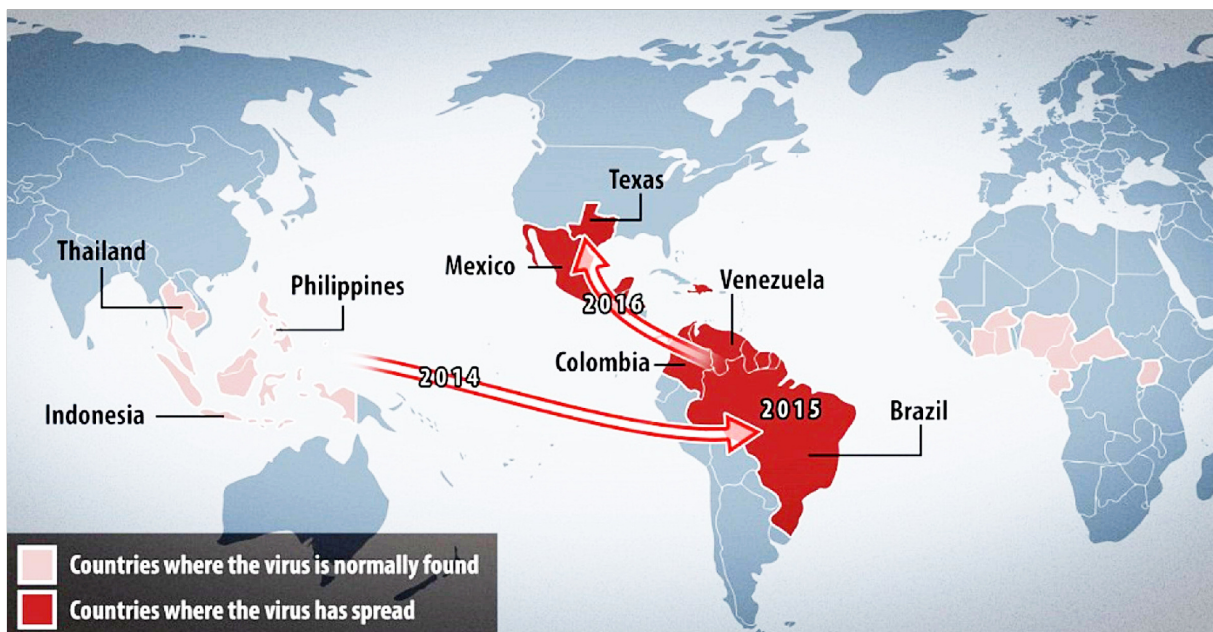 Texas
Thailand
Mexico
Venezuela
Philippines
2016
Colombia
2014
Indonesia
2015
Brazil
Countries where the virus is normally found
Countries where the virus has spread